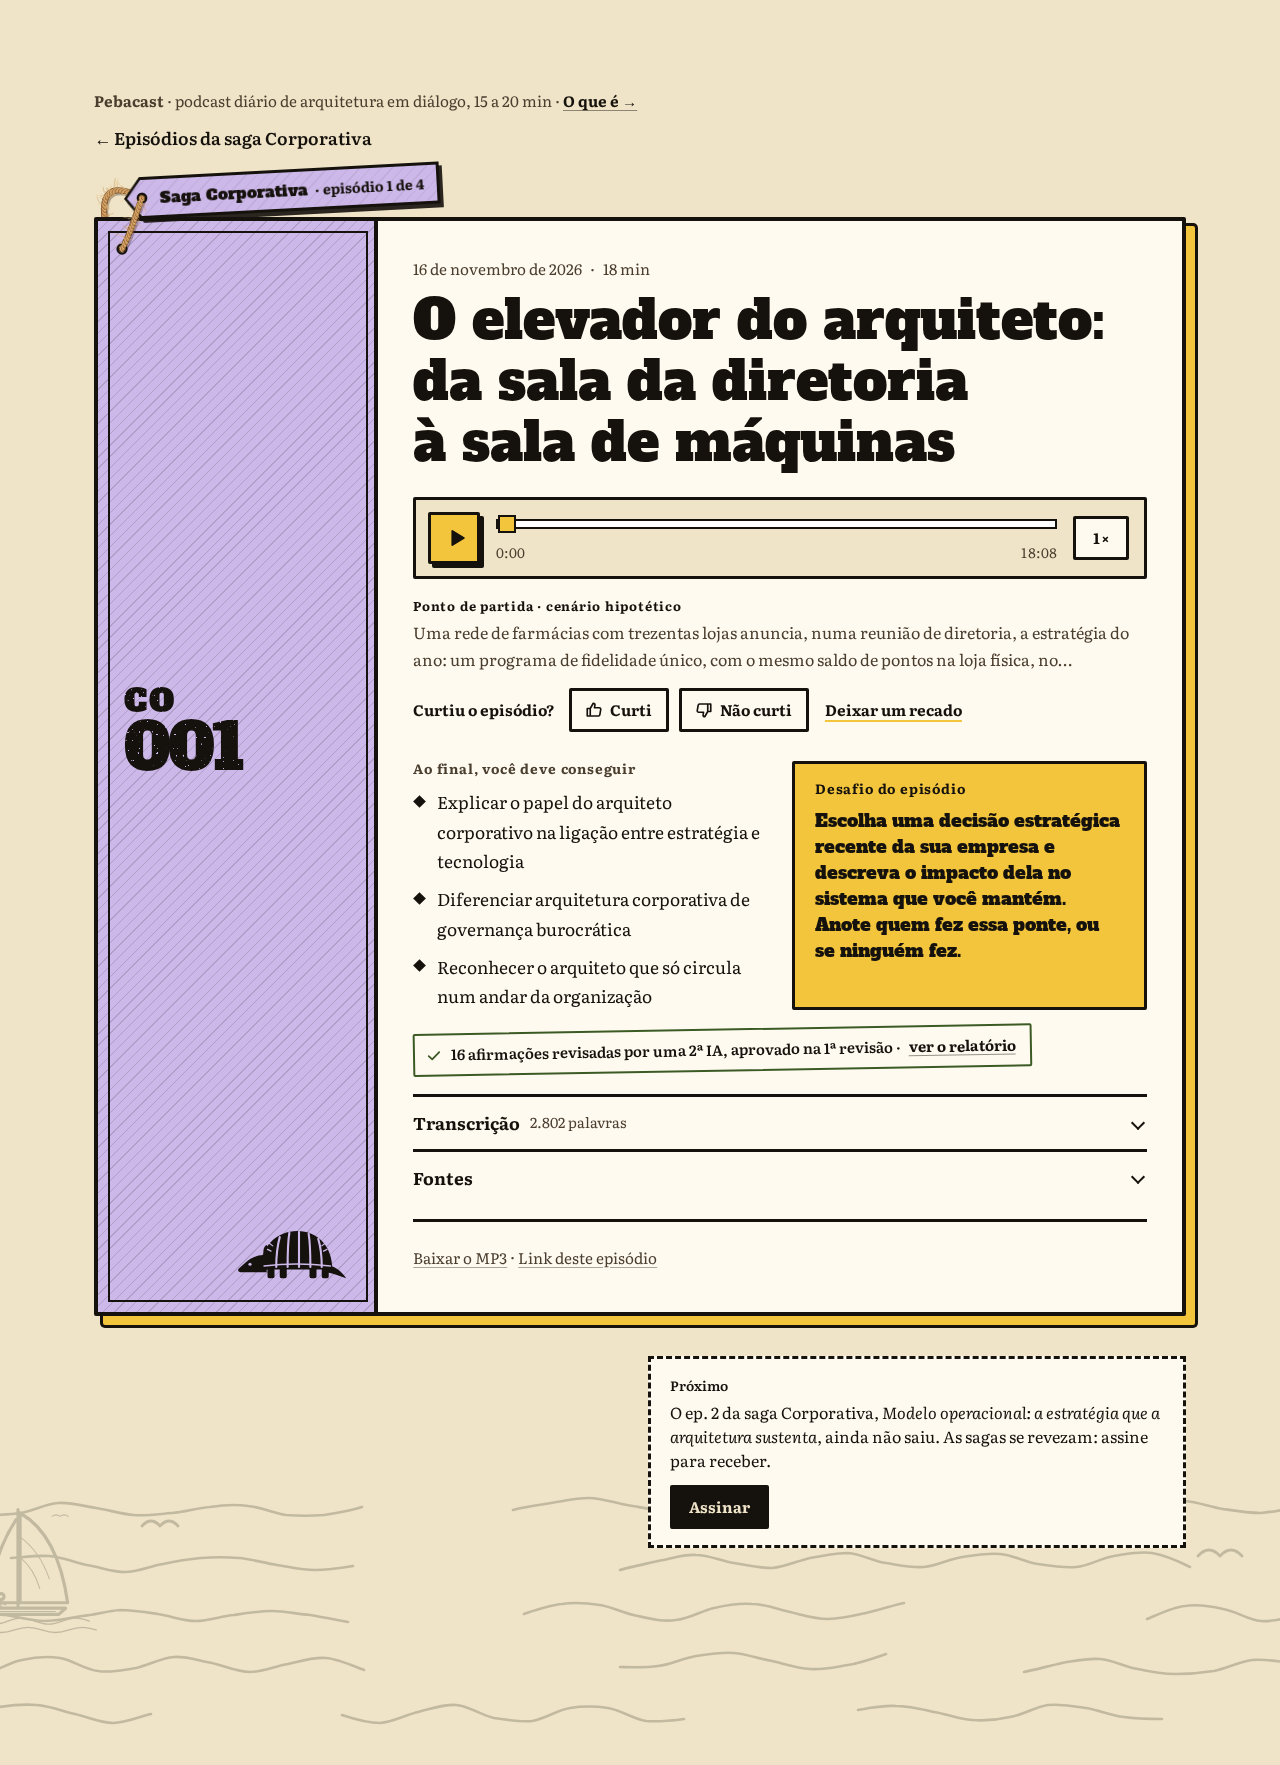 Pebacast · podcast diário de arquitetura em diálogo, 15 a 20 min · O que é →
← Episódios da saga Corporativa
Saga Corporativa · episódio 1 de 4
16 de novembro de 2026 · 18 min
O elevador do arquiteto:
da sala da diretoria
à sala de máquinas
0:00
18:08
1×
Ponto de partida · cenário hipotético
Uma rede de farmácias com trezentas lojas anuncia, numa reunião de diretoria, a estratégia do
ano: um programa de fidelidade único, com o mesmo saldo de pontos na loja física, no…
CO
001
Curtiu o episódio?
Curti
Não curti
Deixar um recado
Ao final, você deve conseguir
Explicar o papel do arquiteto
corporativo na ligação entre estratégia e
tecnologia
Diferenciar arquitetura corporativa de
governança burocrática
Reconhecer o arquiteto que só circula
num andar da organização
Desafio do episódio
Escolha uma decisão estratégica
recente da sua empresa e
descreva o impacto dela no
sistema que você mantém.
Anote quem fez essa ponte, ou
se ninguém fez.
16 afirmações revisadas por uma 2ª IA, aprovado na 1ª revisão · ver o relatório
Transcrição 2.802 palavras
Fontes
Baixar o MP3 · Link deste episódio
Próximo
O ep. 2 da saga Corporativa, Modelo operacional: a estratégia que a
arquitetura sustenta, ainda não saiu. As sagas se revezam: assine
para receber.
Assinar